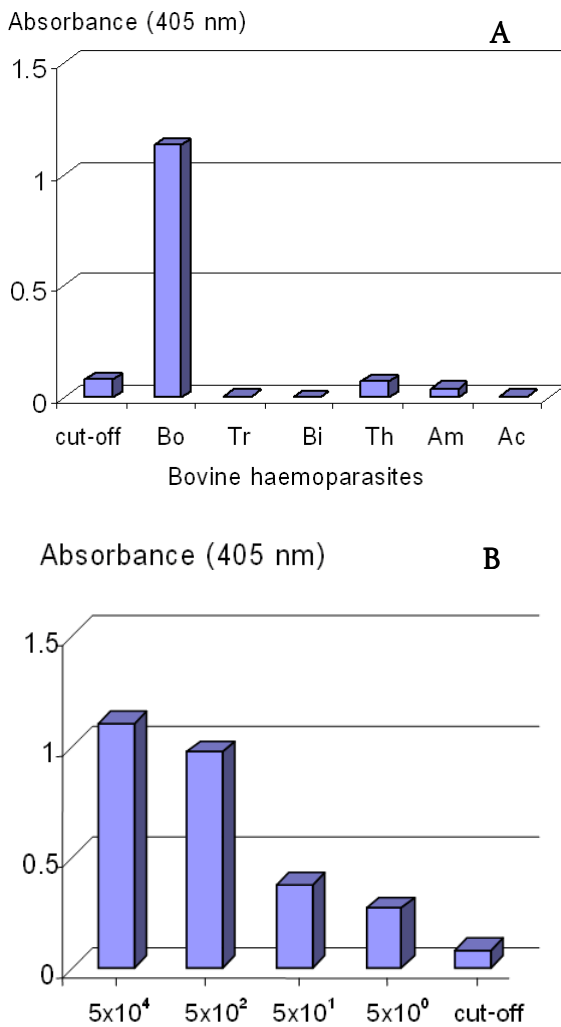 Absorbance (405 nm)
A
1.5
1
0.5
0
cut-off Bo Tr Bi Th Am Ac
Bovine haemoparasites
Absorbance (405 nm)
B
1.5
1
0.5
0
5x10⁴ 5x10² 5x10¹ 5x10⁰ cut-off